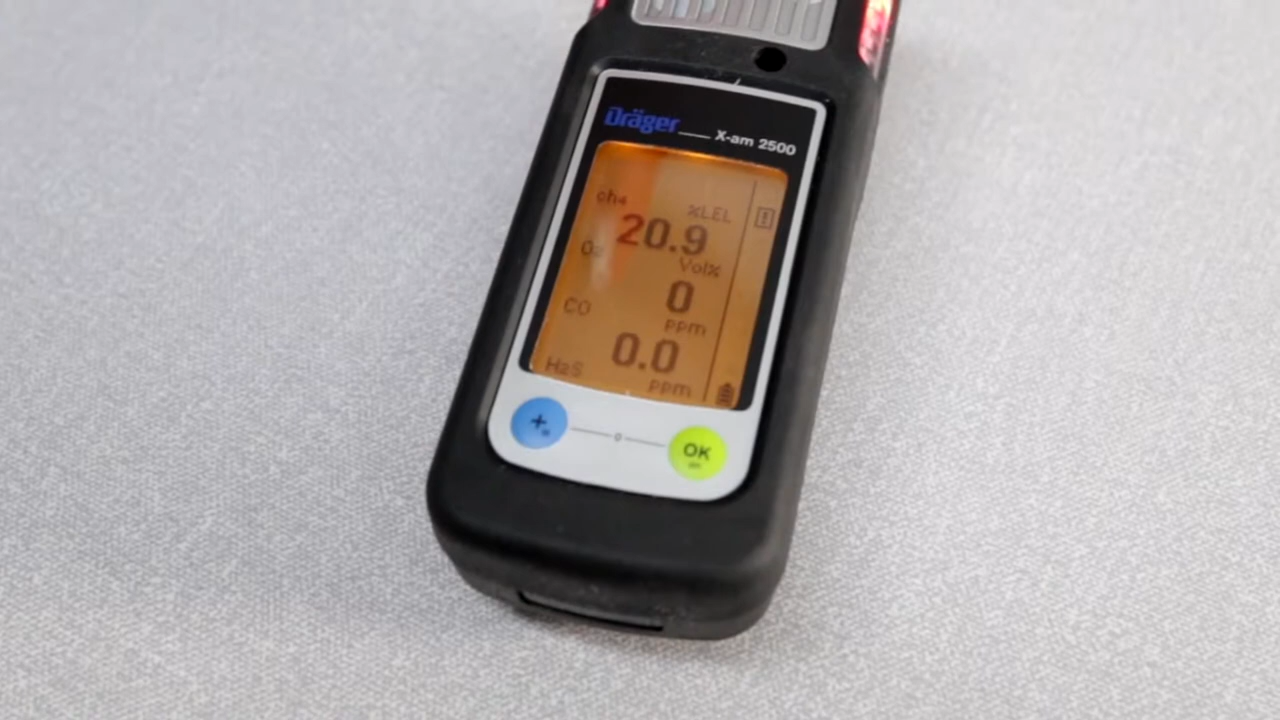 Dräger X-am 2500
ch4 %LEL
20.9
O2 Vol%
0
CO ppm
0.0
H2S ppm
+
OK